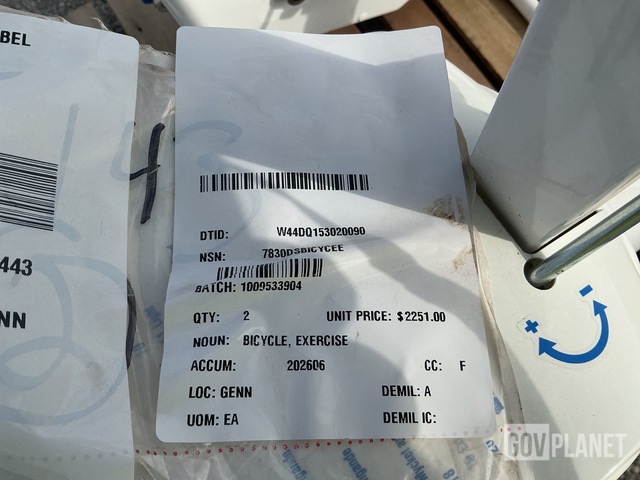 BEL
443
NN
DTID: W44DQ153020090
NSN: 7830DSBICYCEE
BATCH: 1009533904
QTY: 2 UNIT PRICE: $2251.00
NOUN: BICYCLE, EXERCISE
ACCUM: 202606 CC: F
LOC: GENN DEMIL: A
UOM: EA DEMIL IC:
+ -
GOVPLANET